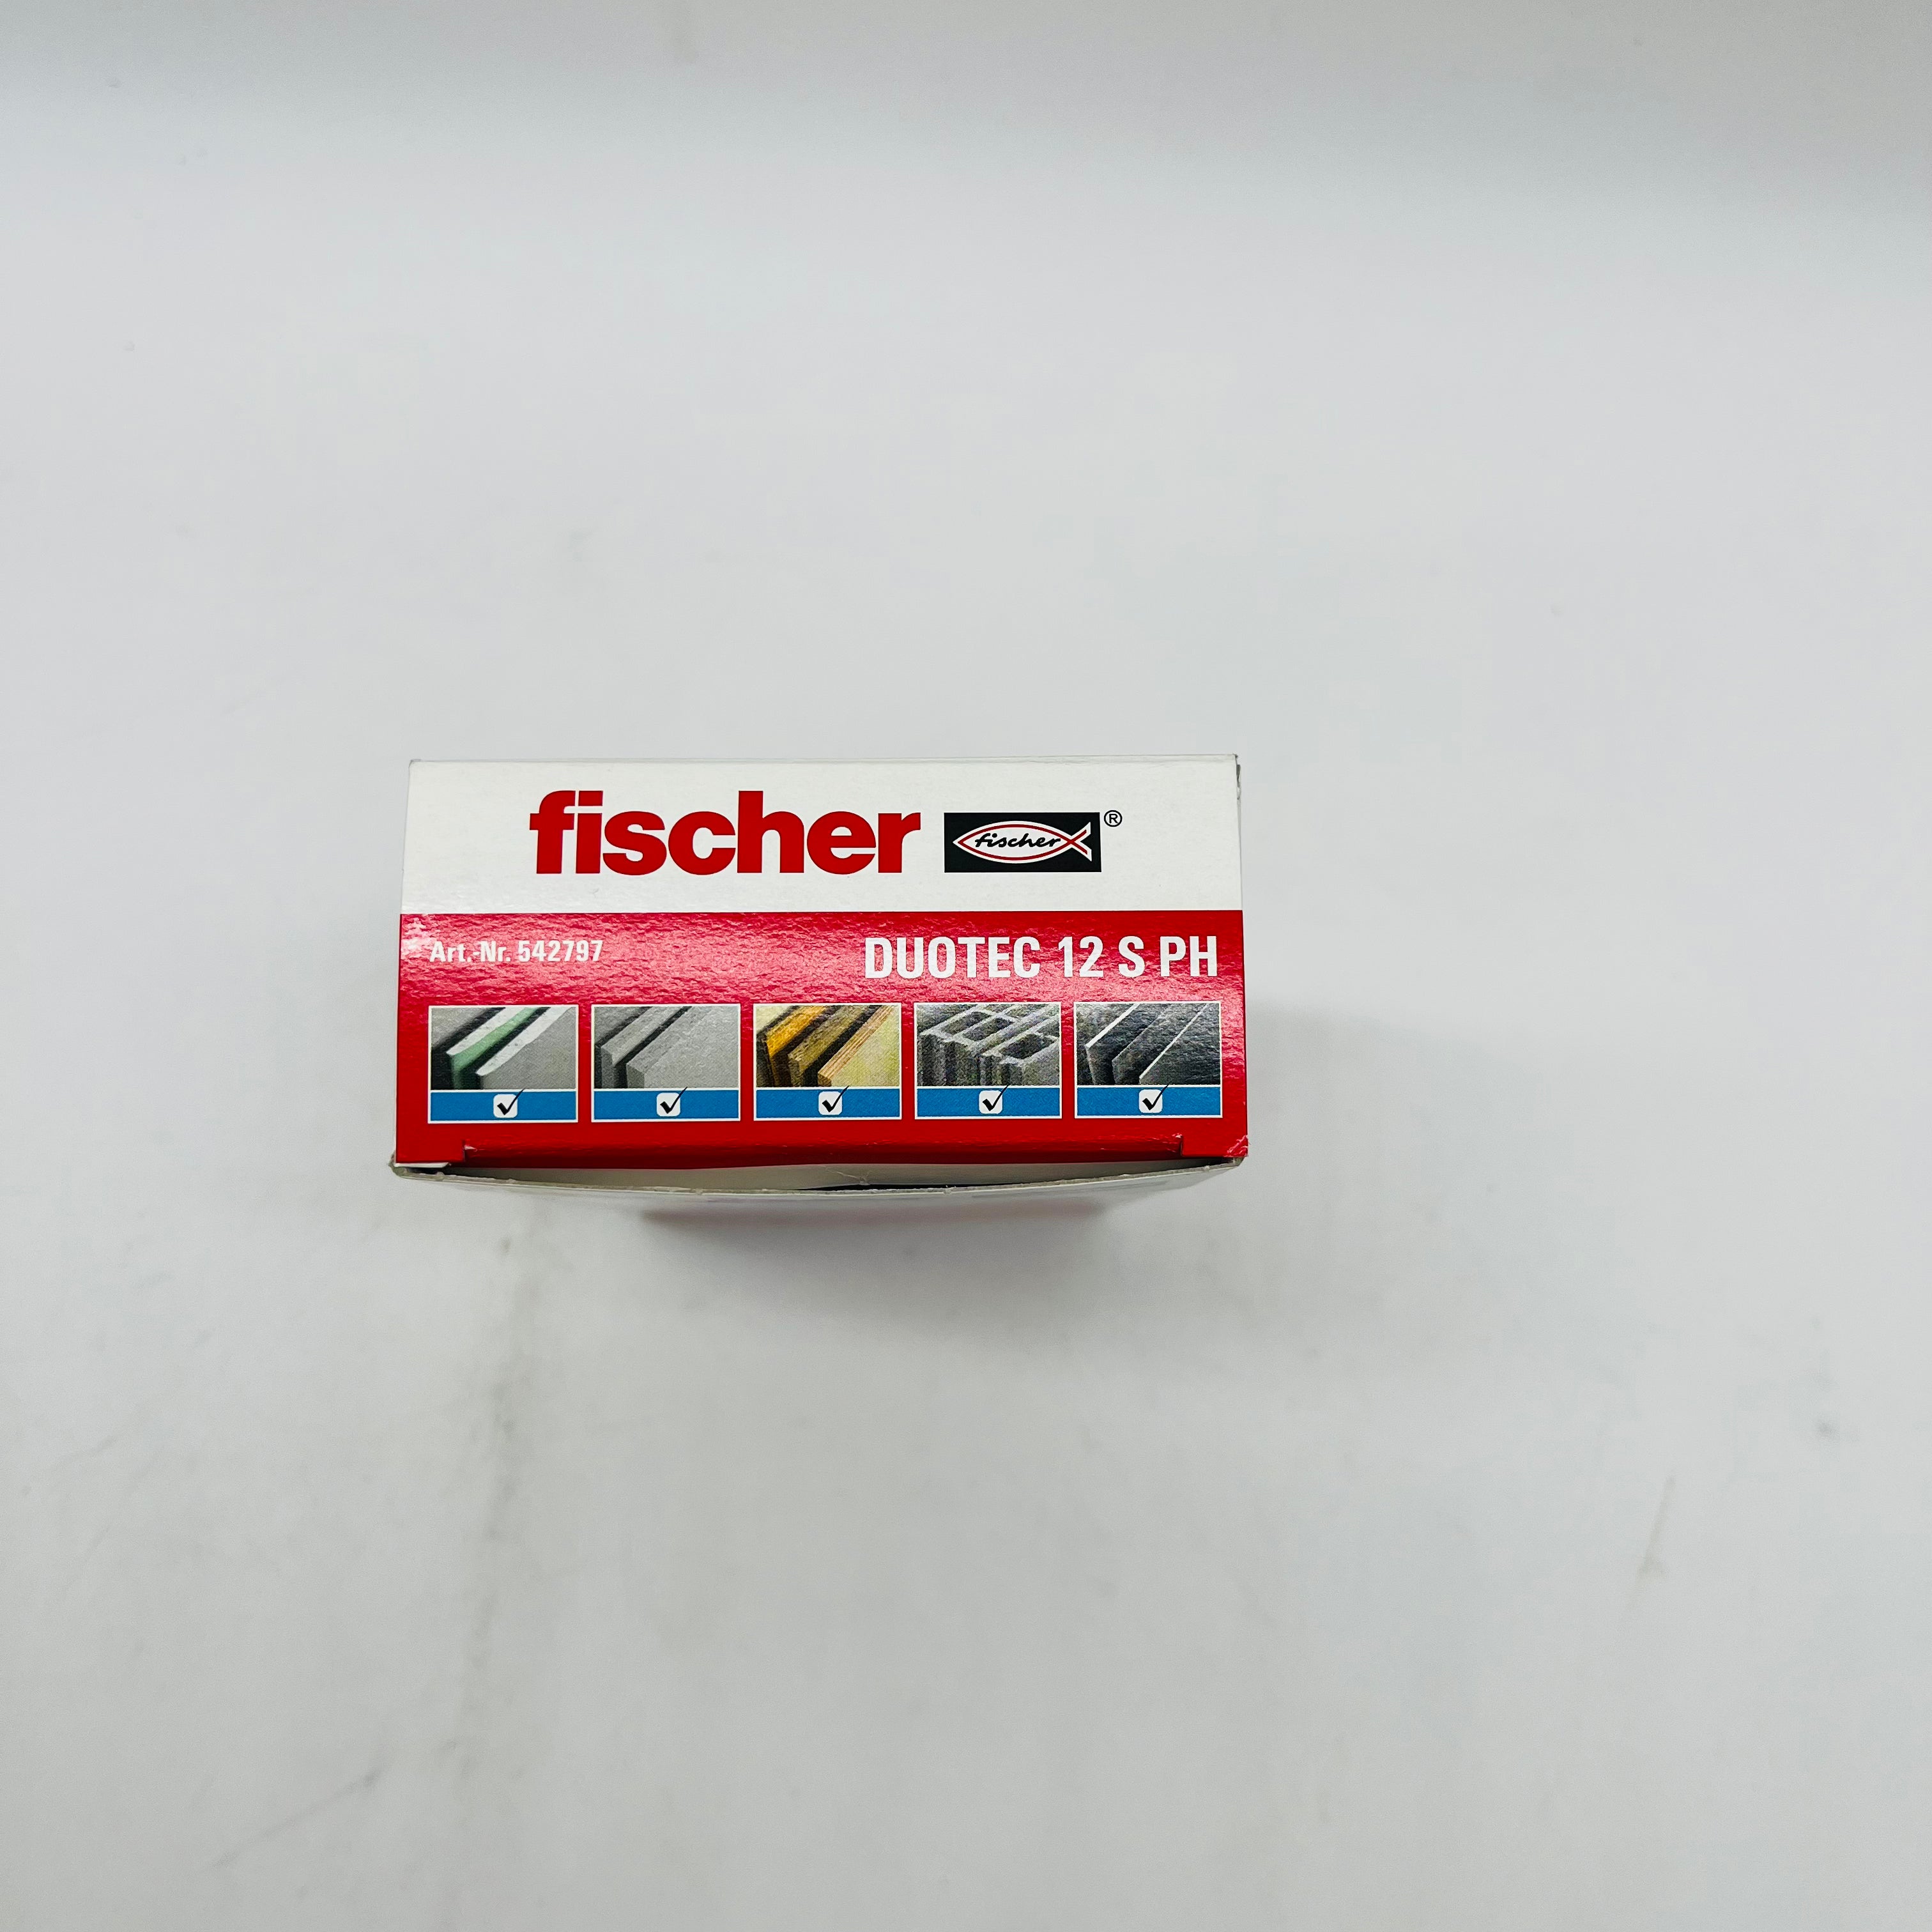 fischer fischer ®
Art.-Nr. 542797 DUOTEC 12 S PH